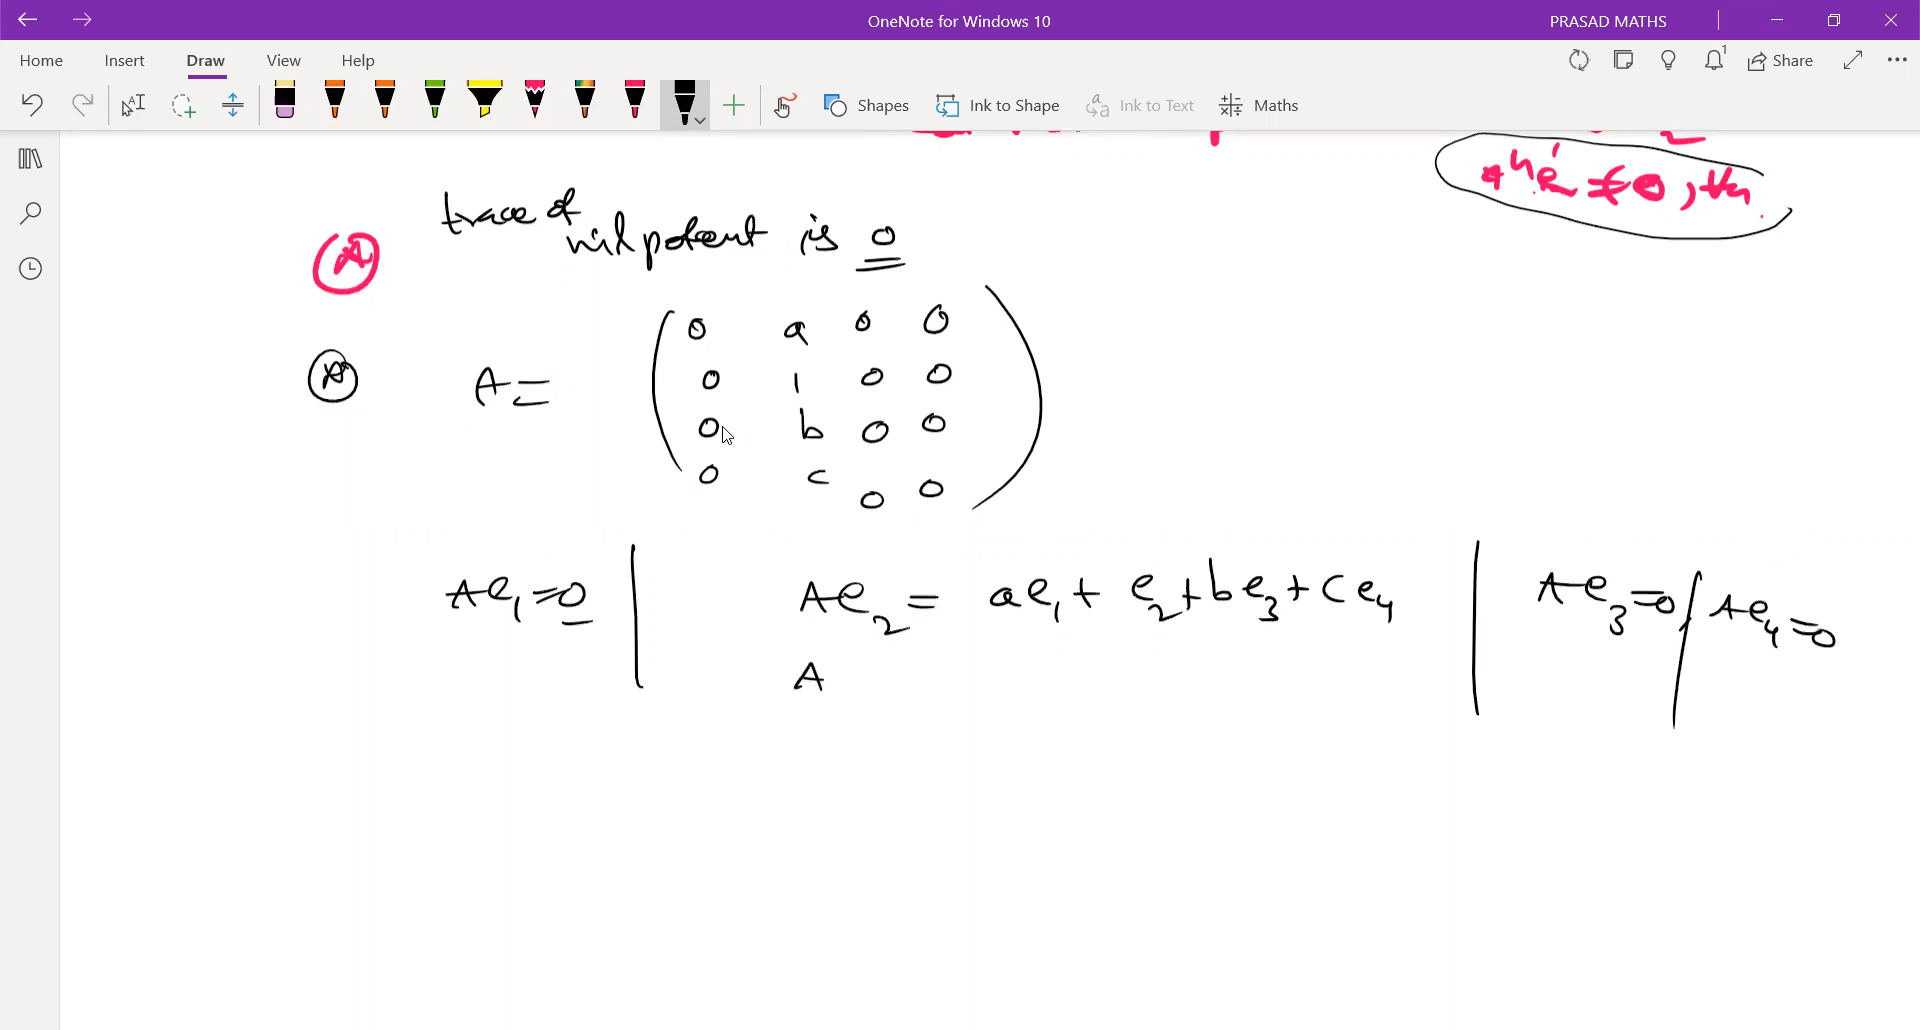 OneNote for Windows 10
PRASAD MATHS
Home Insert Draw View Help
1
Share
Ink to Shape
Shapes
a
Ink to Text
Maths
trace of
nilpotent is 0
A = ( 0 a 0 0
0 1 0 0
0 b 0 0
0 c 0 0 )
Ae₁=0 | Ae₂ = ae₁+ e₂+be₃+ce₄ | Ae₃=0 / Ae₄=0
A